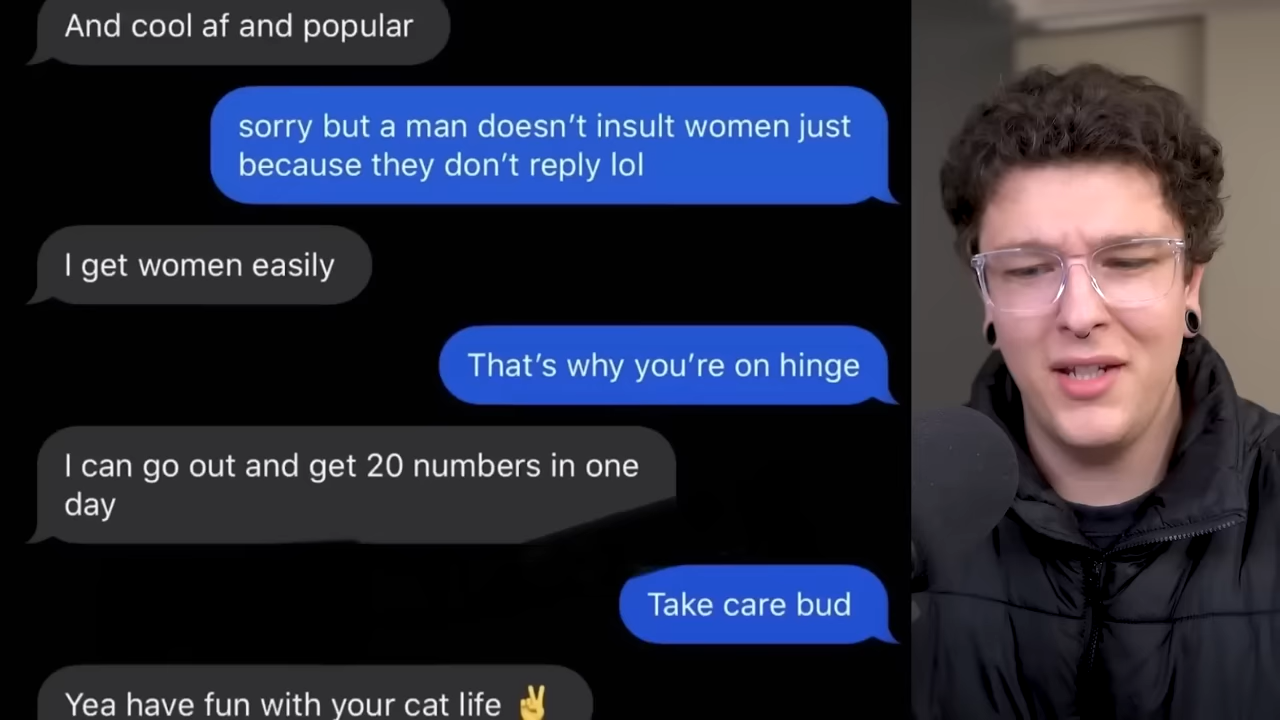 And cool af and popular
sorry but a man doesn’t insult women just
because they don’t reply lol
I get women easily
That’s why you’re on hinge
I can go out and get 20 numbers in one
day
Take care bud
Yea have fun with your cat life ✌️